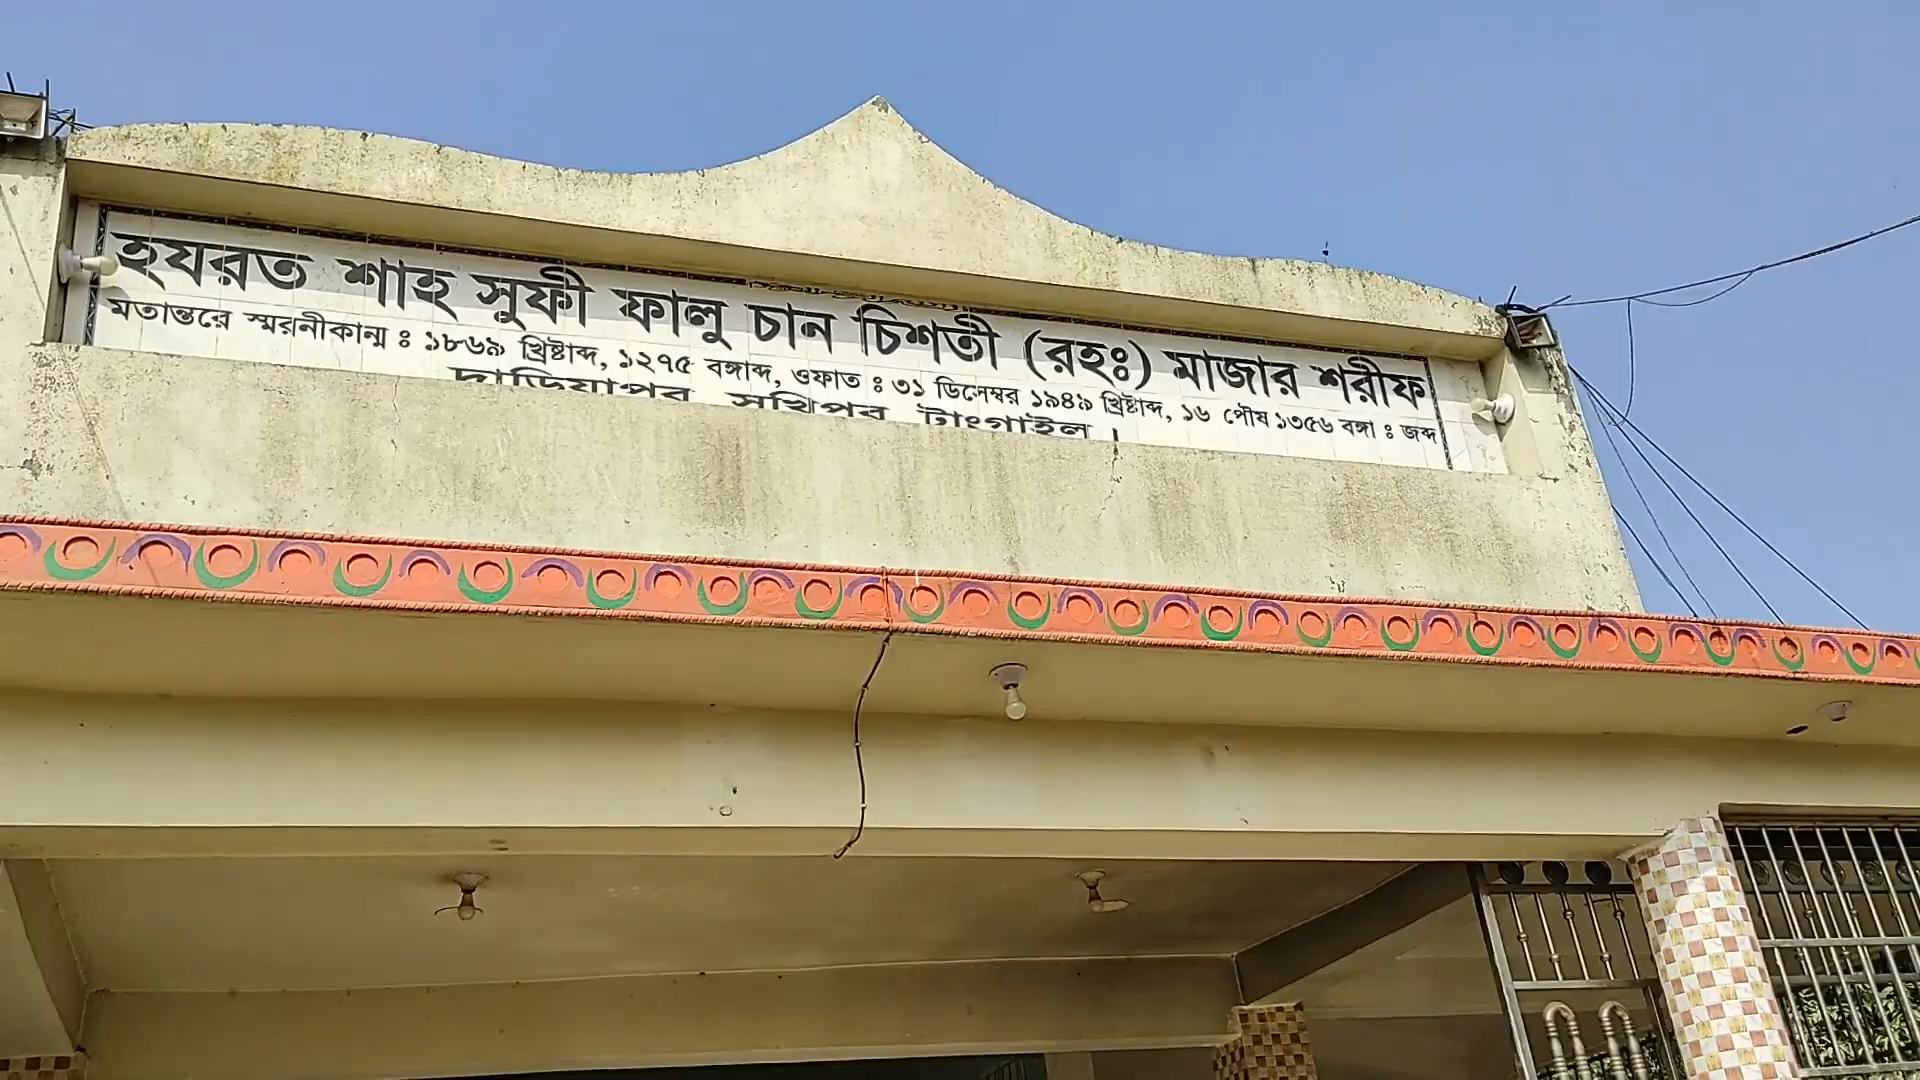 হযরত শাহ সুফী ফালু চান চিশতী (রহঃ) মাজার শরীফ
মতান্তরে স্মরনীকান্ম ঃ ১৮৬৯ খ্রিষ্টাব্দ, ১২৭৫ বঙ্গাব্দ, ওফাত ঃ ৩১ ডিসেম্বর ১৯৪৯ খ্রিষ্টাব্দ, ১৬ পৌষ ১৩৫৬ বঙ্গা ঃ জব্দ
দাড়িয়াপুর, সখিপুর, টাংগাইল ।